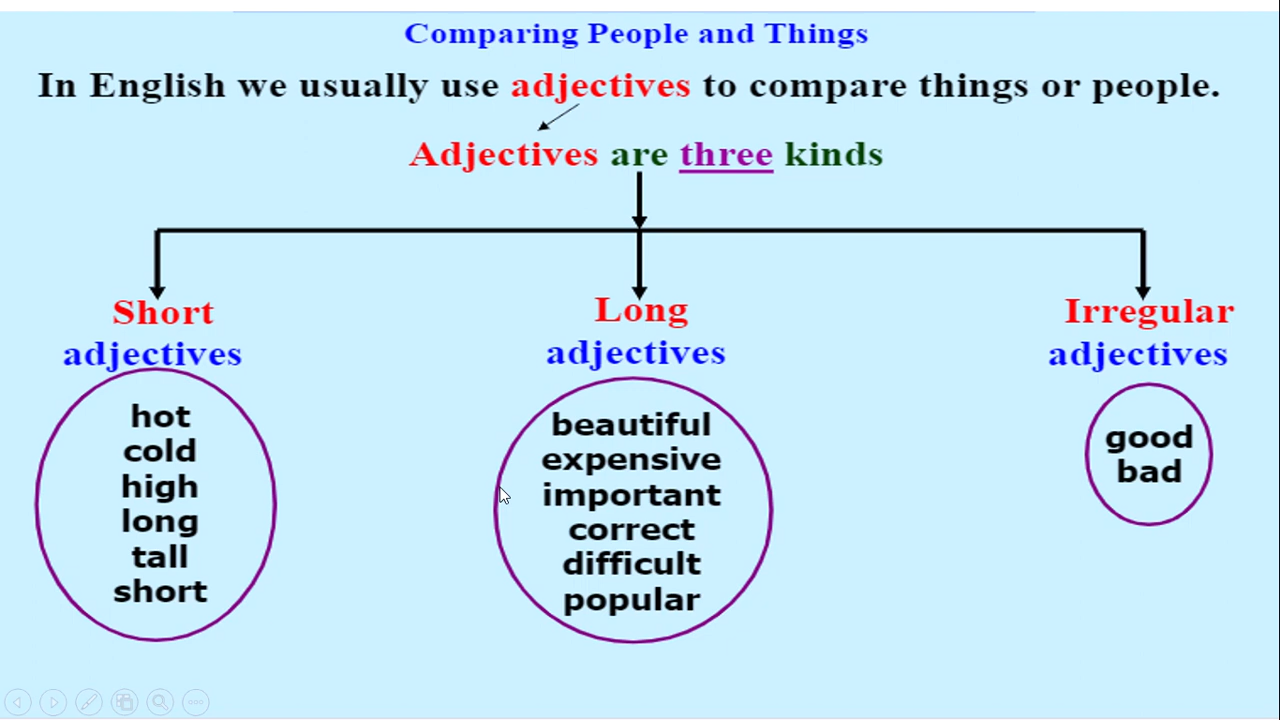 Comparing People and Things
In English we usually use adjectives to compare things or people.
Adjectives are three kinds
Short
adjectives
hot
cold
high
long
tall
short
Long
adjectives
beautiful
expensive
important
correct
difficult
popular
Irregular
adjectives
good
bad